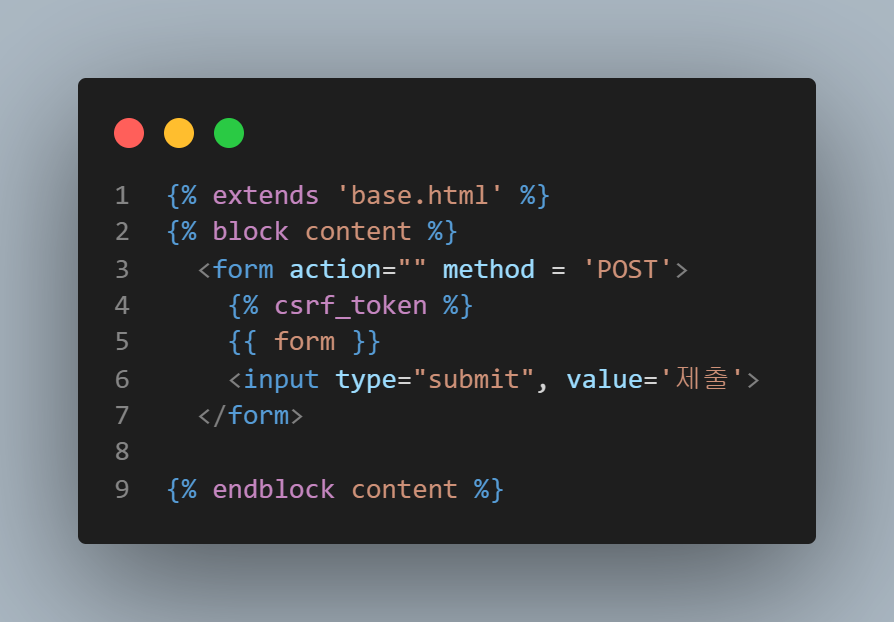 1 {% extends 'base.html' %}
2 {% block content %}
3   <form action="" method = 'POST'>
4     {% csrf_token %}
5     {{ form }}
6     <input type="submit", value='제출'>
7   </form>
8
9 {% endblock content %}